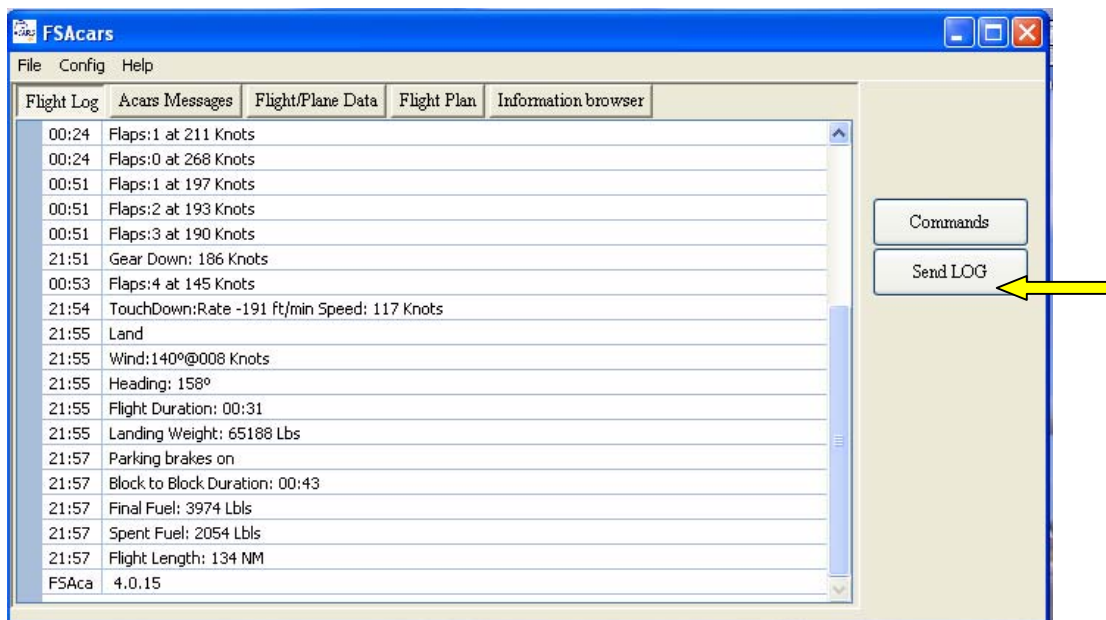 FSAcars
File Config Help
Flight Log Acars Messages Flight/Plane Data Flight Plan Information browser
00:24 Flaps:1 at 211 Knots
00:24 Flaps:0 at 268 Knots
00:51 Flaps:1 at 197 Knots
00:51 Flaps:2 at 193 Knots
00:51 Flaps:3 at 190 Knots
21:51 Gear Down: 186 Knots
00:53 Flaps:4 at 145 Knots
21:54 TouchDown:Rate -191 ft/min Speed: 117 Knots
21:55 Land
21:55 Wind:140º@008 Knots
21:55 Heading: 158º
21:55 Flight Duration: 00:31
21:55 Landing Weight: 65188 Lbs
21:57 Parking brakes on
21:57 Block to Block Duration: 00:43
21:57 Final Fuel: 3974 Lbls
21:57 Spent Fuel: 2054 Lbls
21:57 Flight Length: 134 NM
FSAca 4.0.15
Commands
Send LOG